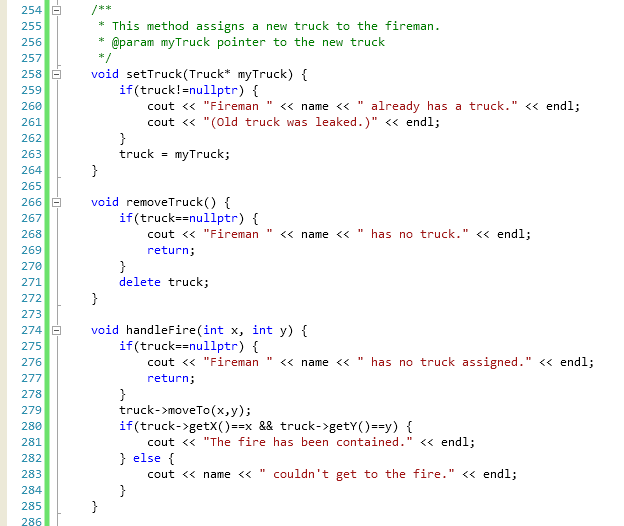 254 /**
255 * This method assigns a new truck to the fireman.
256 * @param myTruck pointer to the new truck
257 */
258 void setTruck(Truck* myTruck) {
259 if(truck!=nullptr) {
260 cout << "Fireman " << name << " already has a truck." << endl;
261 cout << "(Old truck was leaked.)" << endl;
262 }
263 truck = myTruck;
264 }
265
266 void removeTruck() {
267 if(truck==nullptr) {
268 cout << "Fireman " << name << " has no truck." << endl;
269 return;
270 }
271 delete truck;
272 }
273
274 void handleFire(int x, int y) {
275 if(truck==nullptr) {
276 cout << "Fireman " << name << " has no truck assigned." << endl;
277 return;
278 }
279 truck->moveTo(x,y);
280 if(truck->getX()==x && truck->getY()==y) {
281 cout << "The fire has been contained." << endl;
282 } else {
283 cout << name << " couldn't get to the fire." << endl;
284 }
285 }
286